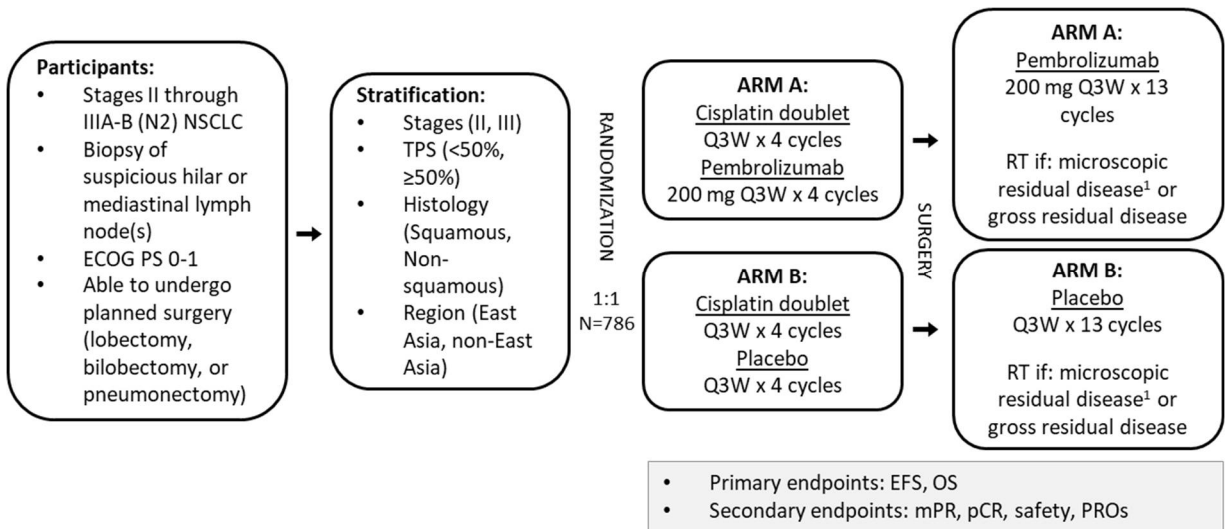 Participants:
• Stages II through
IIIA-B (N2) NSCLC
• Biopsy of
suspicious hilar or
mediastinal lymph
node(s)
• ECOG PS 0-1
• Able to undergo
planned surgery
(lobectomy,
bilobectomy, or
pneumonectomy)
Stratification:
• Stages (II, III)
• TPS (<50%,
≥50%)
• Histology
(Squamous,
Non-
squamous)
• Region (East
Asia, non-East
Asia)
RANDOMIZATION
1:1
N=786
ARM A:
Cisplatin doublet
Q3W x 4 cycles
Pembrolizumab
200 mg Q3W x 4 cycles
ARM B:
Cisplatin doublet
Q3W x 4 cycles
Placebo
Q3W x 4 cycles
SURGERY
ARM A:
Pembrolizumab
200 mg Q3W x 13
cycles
RT if: microscopic
residual disease¹ or
gross residual disease
ARM B:
Placebo
Q3W x 13 cycles
RT if: microscopic
residual disease¹ or
gross residual disease
• Primary endpoints: EFS, OS
• Secondary endpoints: mPR, pCR, safety, PROs